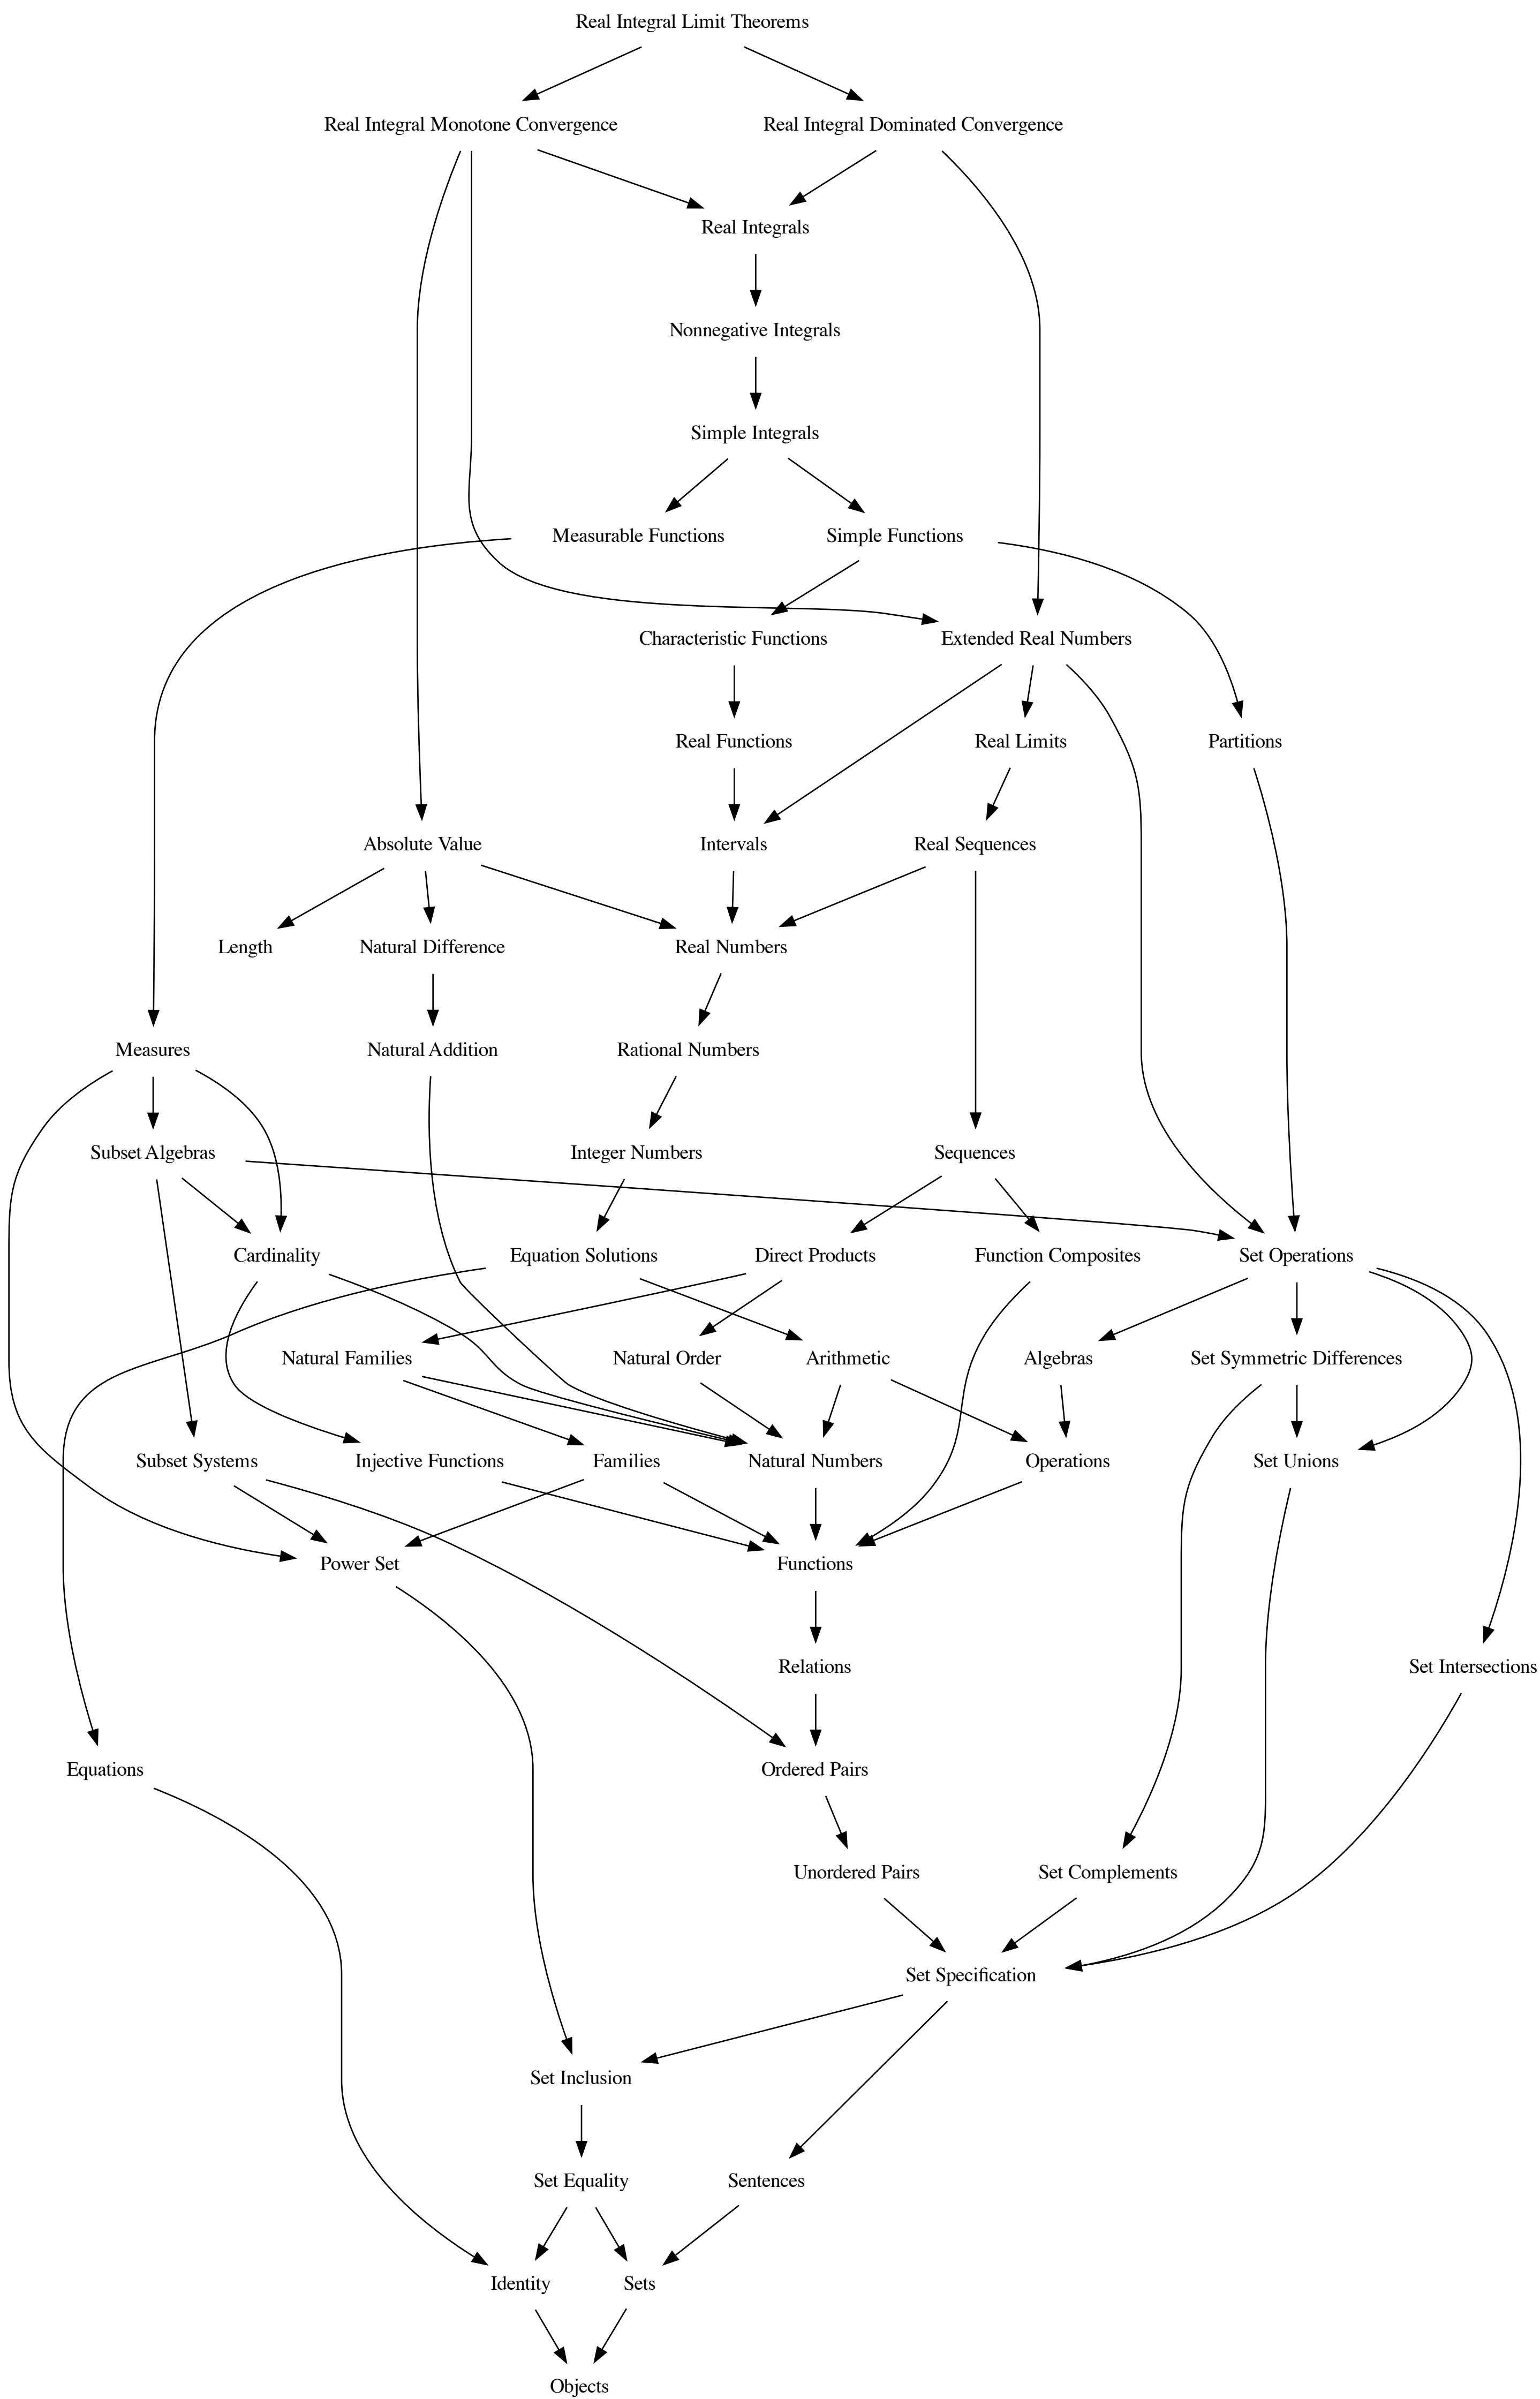 Real Integral Limit Theorems
Real Integral Monotone Convergence
Real Integral Dominated Convergence
Real Integrals
Nonnegative Integrals
Simple Integrals
Measurable Functions
Simple Functions
Characteristic Functions
Extended Real Numbers
Real Functions
Real Limits
Partitions
Absolute Value
Intervals
Real Sequences
Length
Natural Difference
Real Numbers
Measures
Natural Addition
Rational Numbers
Subset Algebras
Integer Numbers
Sequences
Cardinality
Equation Solutions
Direct Products
Function Composites
Set Operations
Natural Families
Natural Order
Arithmetic
Algebras
Set Symmetric Differences
Subset Systems
Injective Functions
Families
Natural Numbers
Operations
Set Unions
Power Set
Functions
Relations
Set Intersections
Equations
Ordered Pairs
Unordered Pairs
Set Complements
Set Specification
Set Inclusion
Set Equality
Sentences
Identity
Sets
Objects